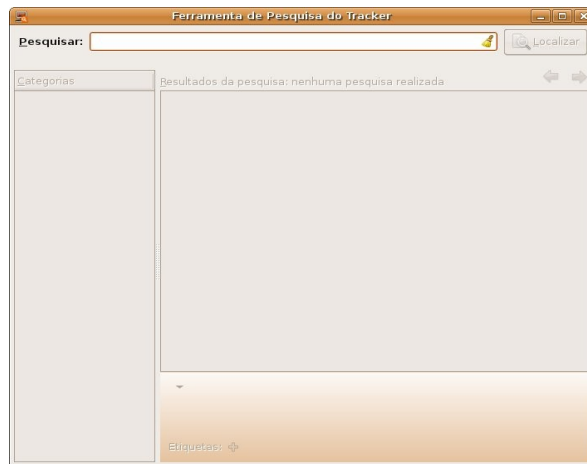 Ferramenta de Pesquisa do Tracker
Pesquisar:
Localizar
Categorias
Resultados da pesquisa: nenhuma pesquisa realizada
Etiquetas: